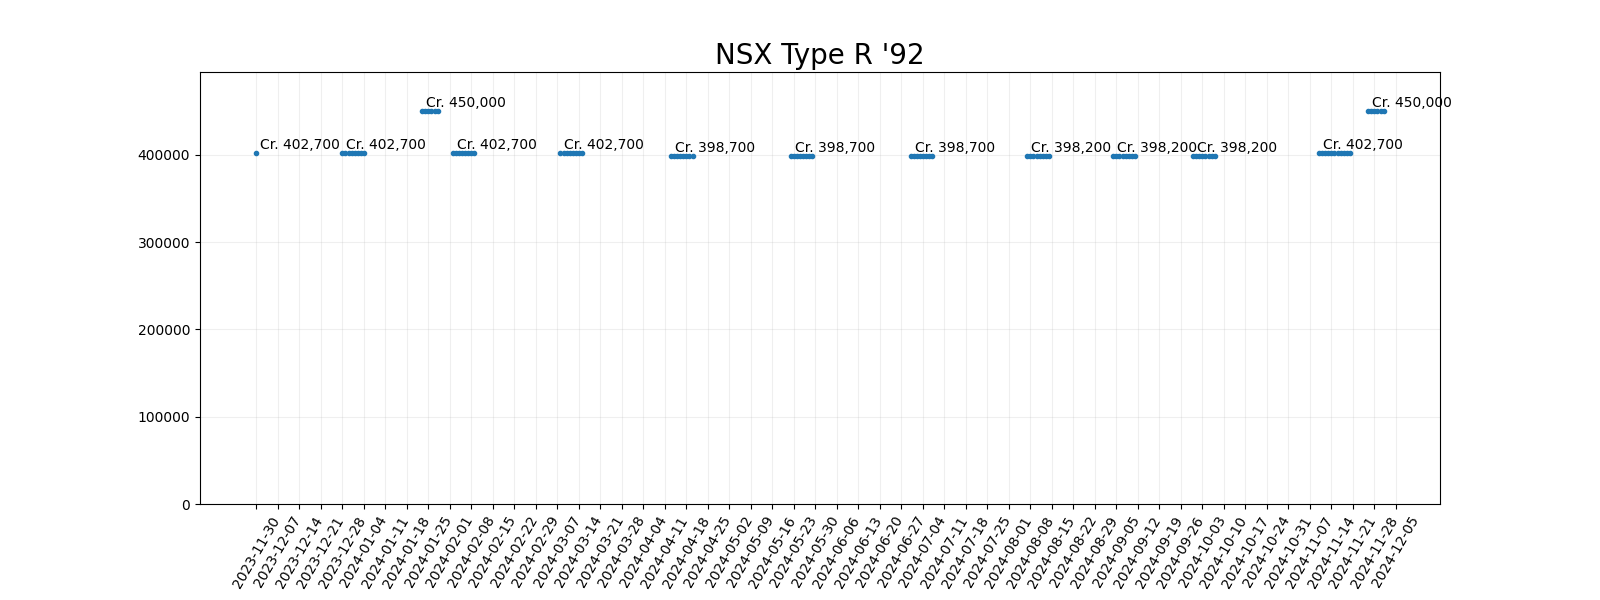 NSX Type R '92
Cr. 450,000 Cr. 450,000
Cr. 402,700 Cr. 402,700 Cr. 402,700 Cr. 402,700 Cr. 398,700 Cr. 398,700 Cr. 398,700 Cr. 398,200 Cr. 398,200 Cr. 398,200 Cr. 402,700
400000
300000
200000
100000
0
2023-11-30 2023-12-07 2023-12-14 2023-12-21 2023-12-28 2024-01-04 2024-01-11 2024-01-18 2024-01-25 2024-02-01 2024-02-08 2024-02-15 2024-02-22 2024-02-29 2024-03-07 2024-03-14 2024-03-21 2024-03-28 2024-04-04 2024-04-11 2024-04-18 2024-04-25 2024-05-02 2024-05-09 2024-05-16 2024-05-23 2024-05-30 2024-06-06 2024-06-13 2024-06-20 2024-06-27 2024-07-04 2024-07-11 2024-07-18 2024-07-25 2024-08-01 2024-08-08 2024-08-15 2024-08-22 2024-08-29 2024-09-05 2024-09-12 2024-09-19 2024-09-26 2024-10-03 2024-10-10 2024-10-17 2024-10-24 2024-10-31 2024-11-07 2024-11-14 2024-11-21 2024-11-28 2024-12-05